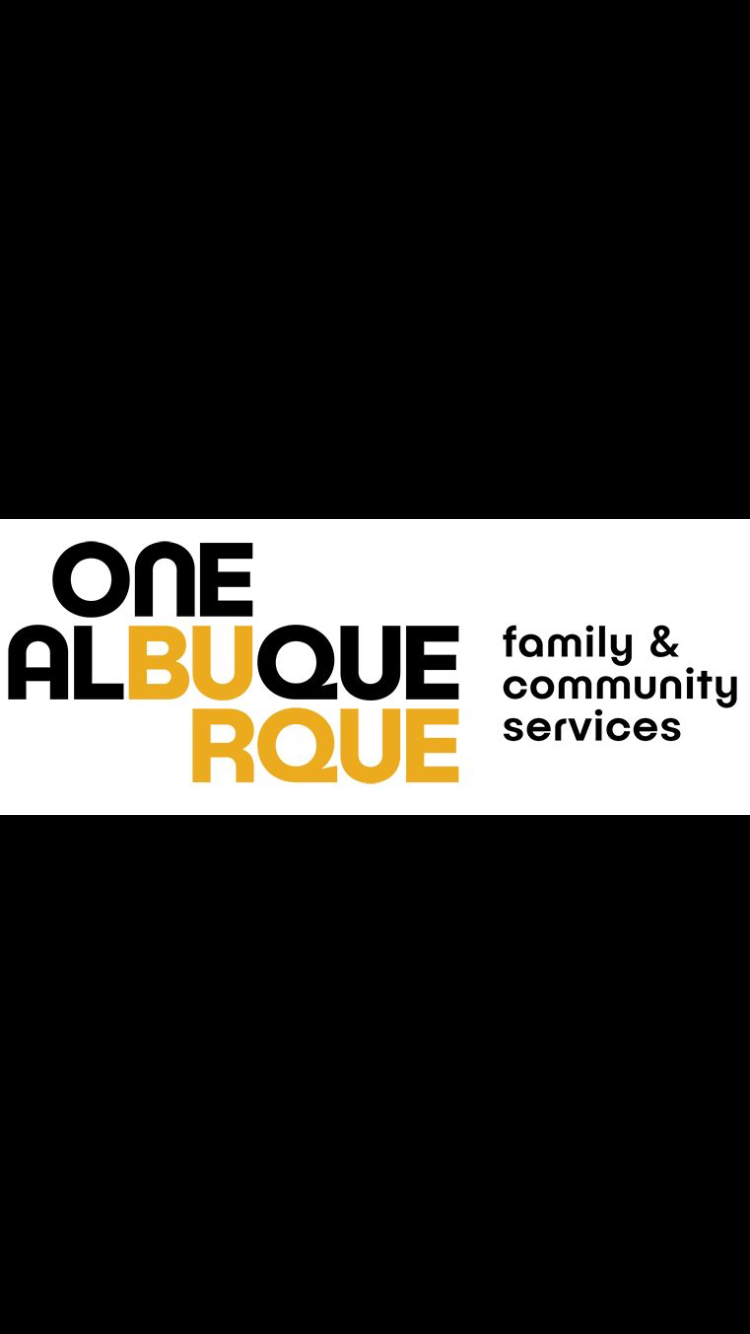 ONE
ALBUQUE
RQUE
family &
community
services